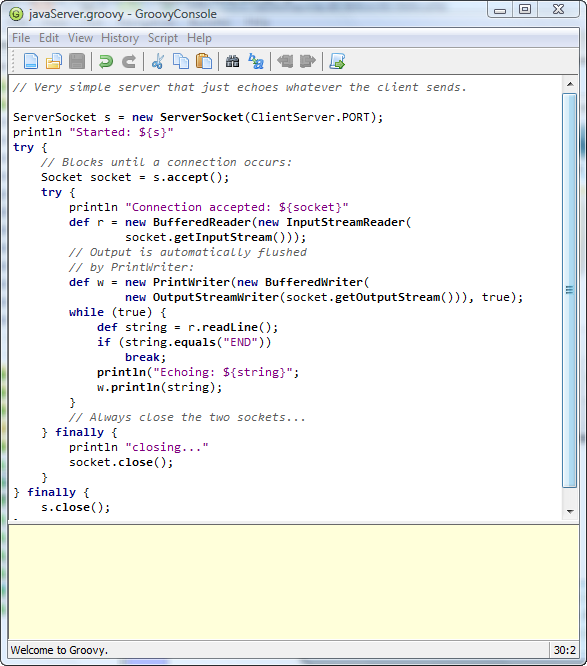 javaServer.groovy - GroovyConsole
File Edit View History Script Help
// Very simple server that just echoes whatever the client sends.
ServerSocket s = new ServerSocket(ClientServer.PORT);
println "Started: ${s}"
try {
    // Blocks until a connection occurs:
    Socket socket = s.accept();
    try {
        println "Connection accepted: ${socket}"
        def r = new BufferedReader(new InputStreamReader(
                socket.getInputStream()));
        // Output is automatically flushed
        // by PrintWriter:
        def w = new PrintWriter(new BufferedWriter(
                new OutputStreamWriter(socket.getOutputStream())), true);
        while (true) {
            def string = r.readLine();
            if (string.equals("END"))
                break;
            println("Echoing: ${string}";
            w.println(string);
        }
        // Always close the two sockets...
    } finally {
        println "closing..."
        socket.close();
    }
} finally {
    s.close();
Welcome to Groovy.
30:2